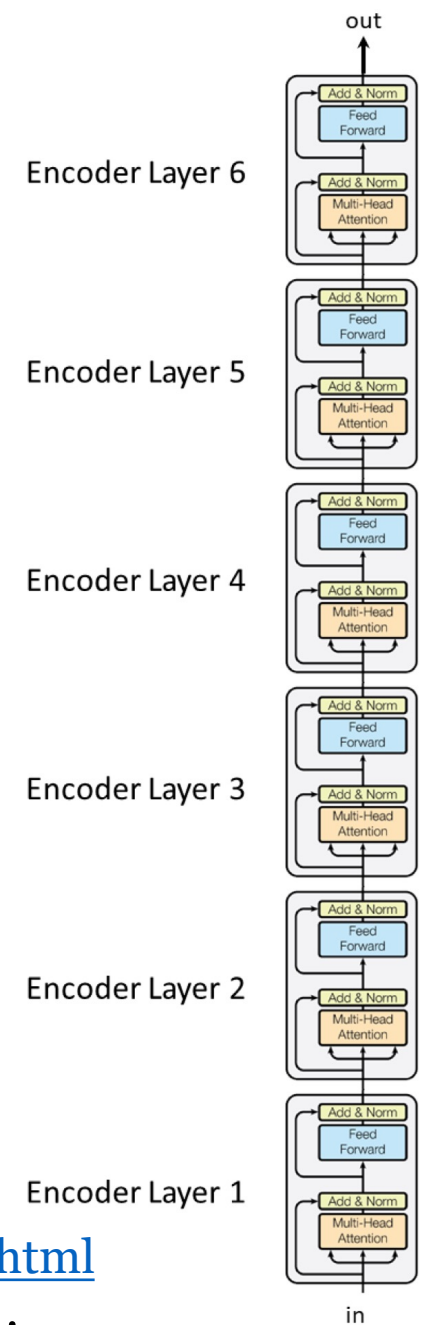 out
Encoder Layer 6
Add & Norm
Feed
Forward
Add & Norm
Multi-Head
Attention
Encoder Layer 5
Add & Norm
Feed
Forward
Add & Norm
Multi-Head
Attention
Encoder Layer 4
Add & Norm
Feed
Forward
Add & Norm
Multi-Head
Attention
Encoder Layer 3
Add & Norm
Feed
Forward
Add & Norm
Multi-Head
Attention
Encoder Layer 2
Add & Norm
Feed
Forward
Add & Norm
Multi-Head
Attention
Encoder Layer 1
Add & Norm
Feed
Forward
Add & Norm
Multi-Head
Attention
html
in